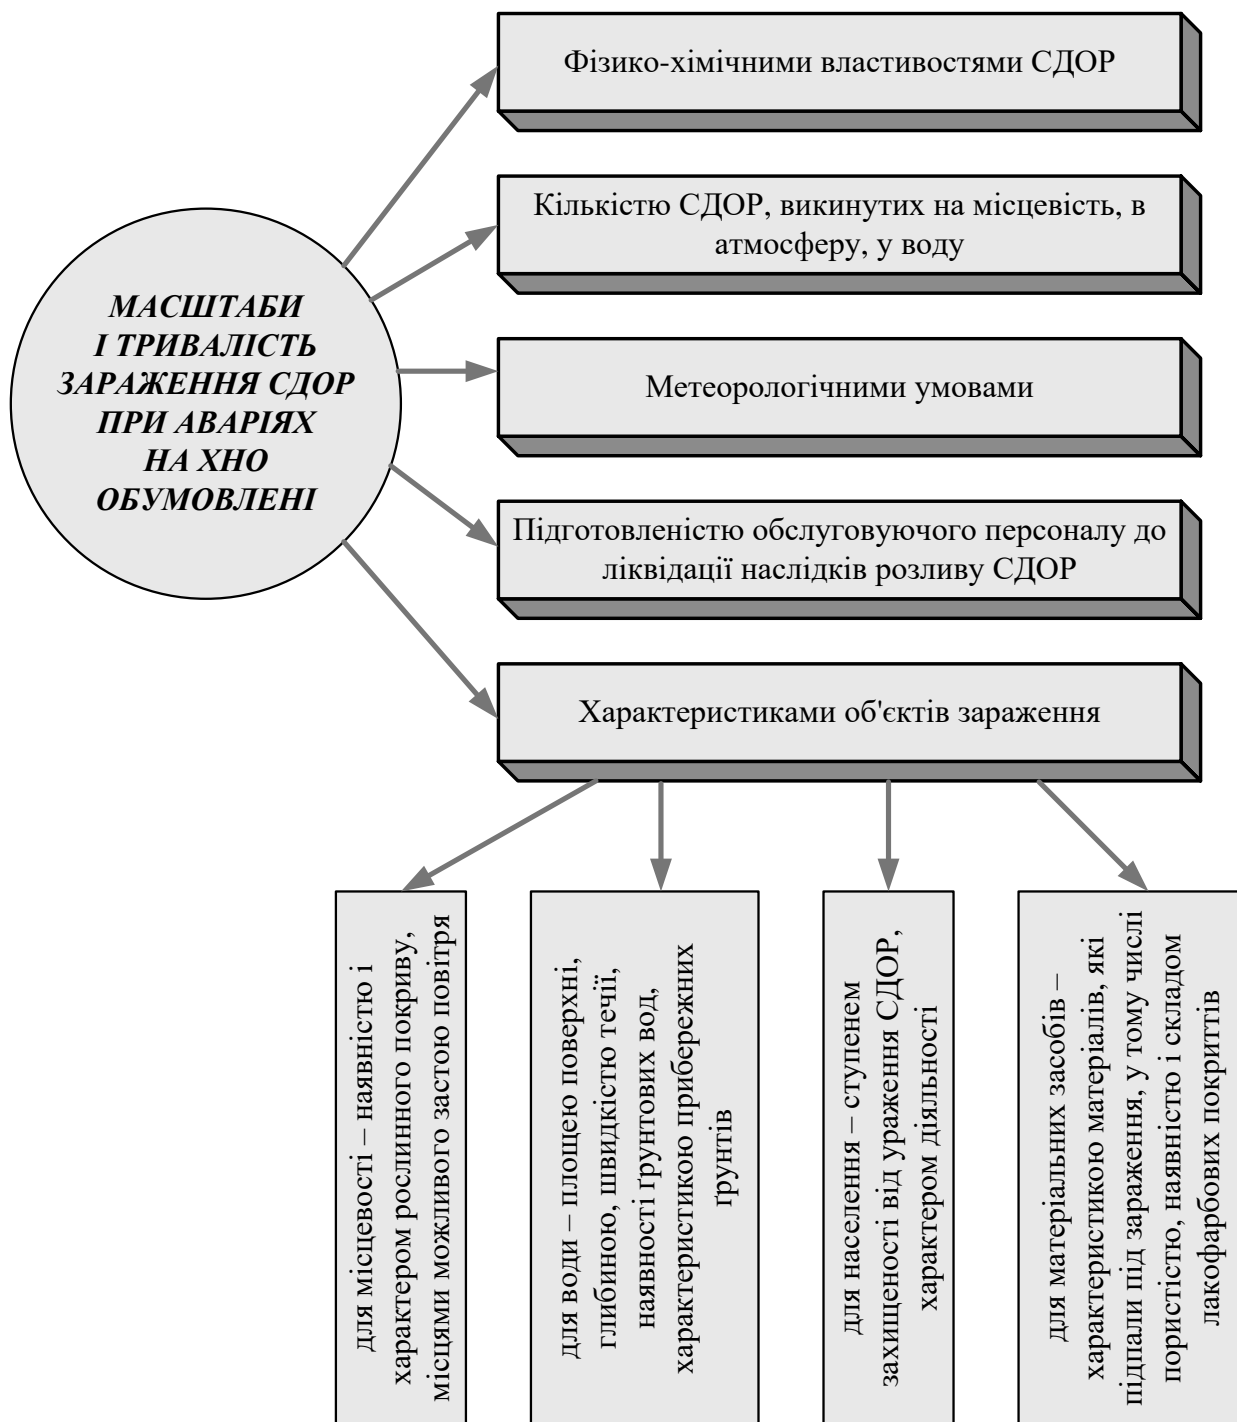 Фізико-хімічними властивостями СДОР
Кількістю СДОР, викинутих на місцевість, в
атмосферу, у воду
МАСШТАБИ
І ТРИВАЛІСТЬ
ЗАРАЖЕННЯ СДОР
ПРИ АВАРІЯХ
НА ХНО
ОБУМОВЛЕНІ
Метеорологічними умовами
Підготовленістю обслуговуючого персоналу до
ліквідації наслідків розливу СДОР
Характеристиками об'єктів зараження
для місцевості – наявністю і
характером рослинного покриву,
місцями можливого застою повітря
для води – площею поверхні,
глибиною, швидкістю течії,
наявності ґрунтових вод,
характеристикою прибережних
ґрунтів
для населення – ступенем
захищеності від ураження СДОР,
характером діяльності
для матеріальних засобів –
характеристикою матеріалів, які
підпали під зараження, у тому числі
пористістю, наявністю і складом
лакофарбових покриттів